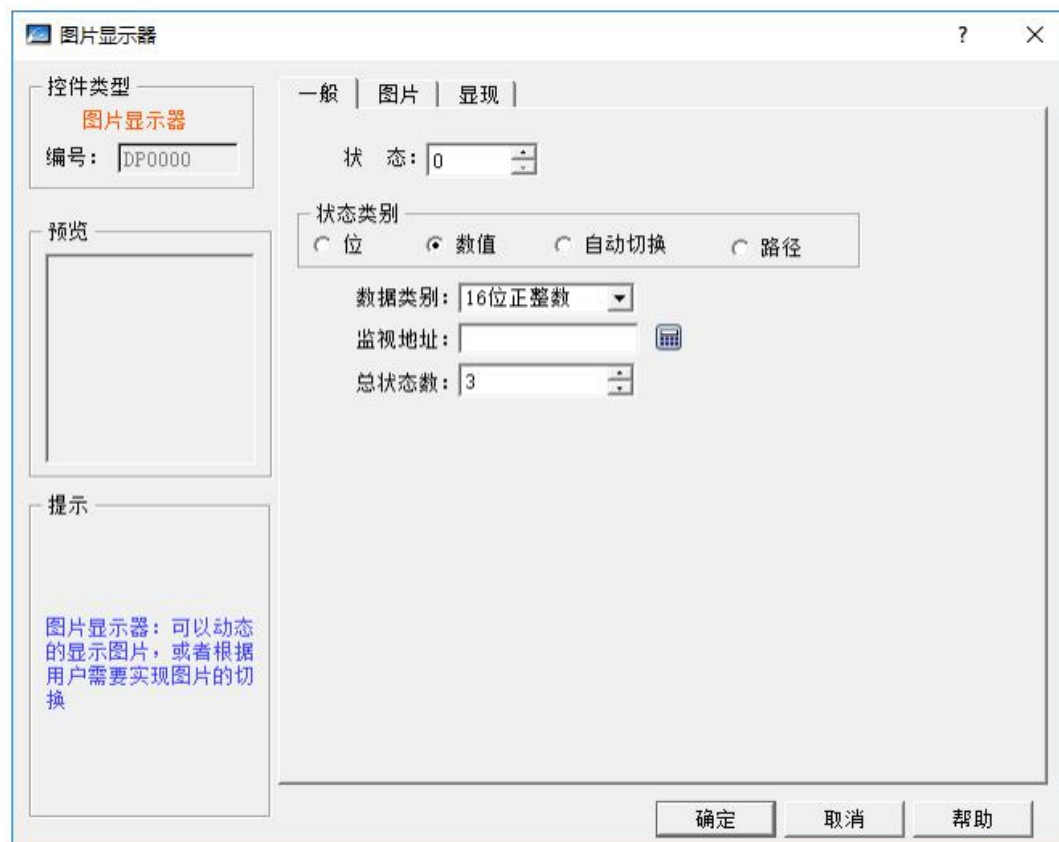 图片显示器
?
控件类型
图片显示器
编号： DP0000
预览
提示
图片显示器：可以动态
的显示图片，或者根据
用户需要实现图片的切
换
一般 图片 显现
状 态： 0
状态类别
位 数值 自动切换 路径
数据类别： 16位正整数
监视地址：
总状态数： 3
确定 取消 帮助